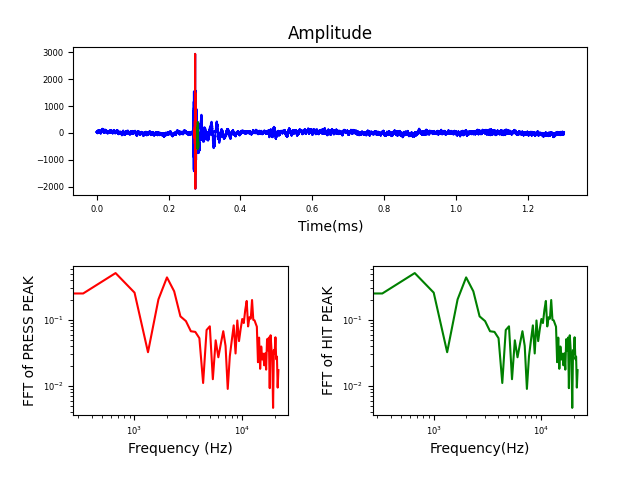 Amplitude
3000
2000
1000
0
−1000
−2000
0.0 0.2 0.4 0.6 0.8 1.0 1.2
Time(ms)
FFT of PRESS PEAK
10⁻¹
10⁻²
10³ 10⁴
Frequency (Hz)
FFT of HIT PEAK
10⁻¹
10⁻²
10³ 10⁴
Frequency(Hz)